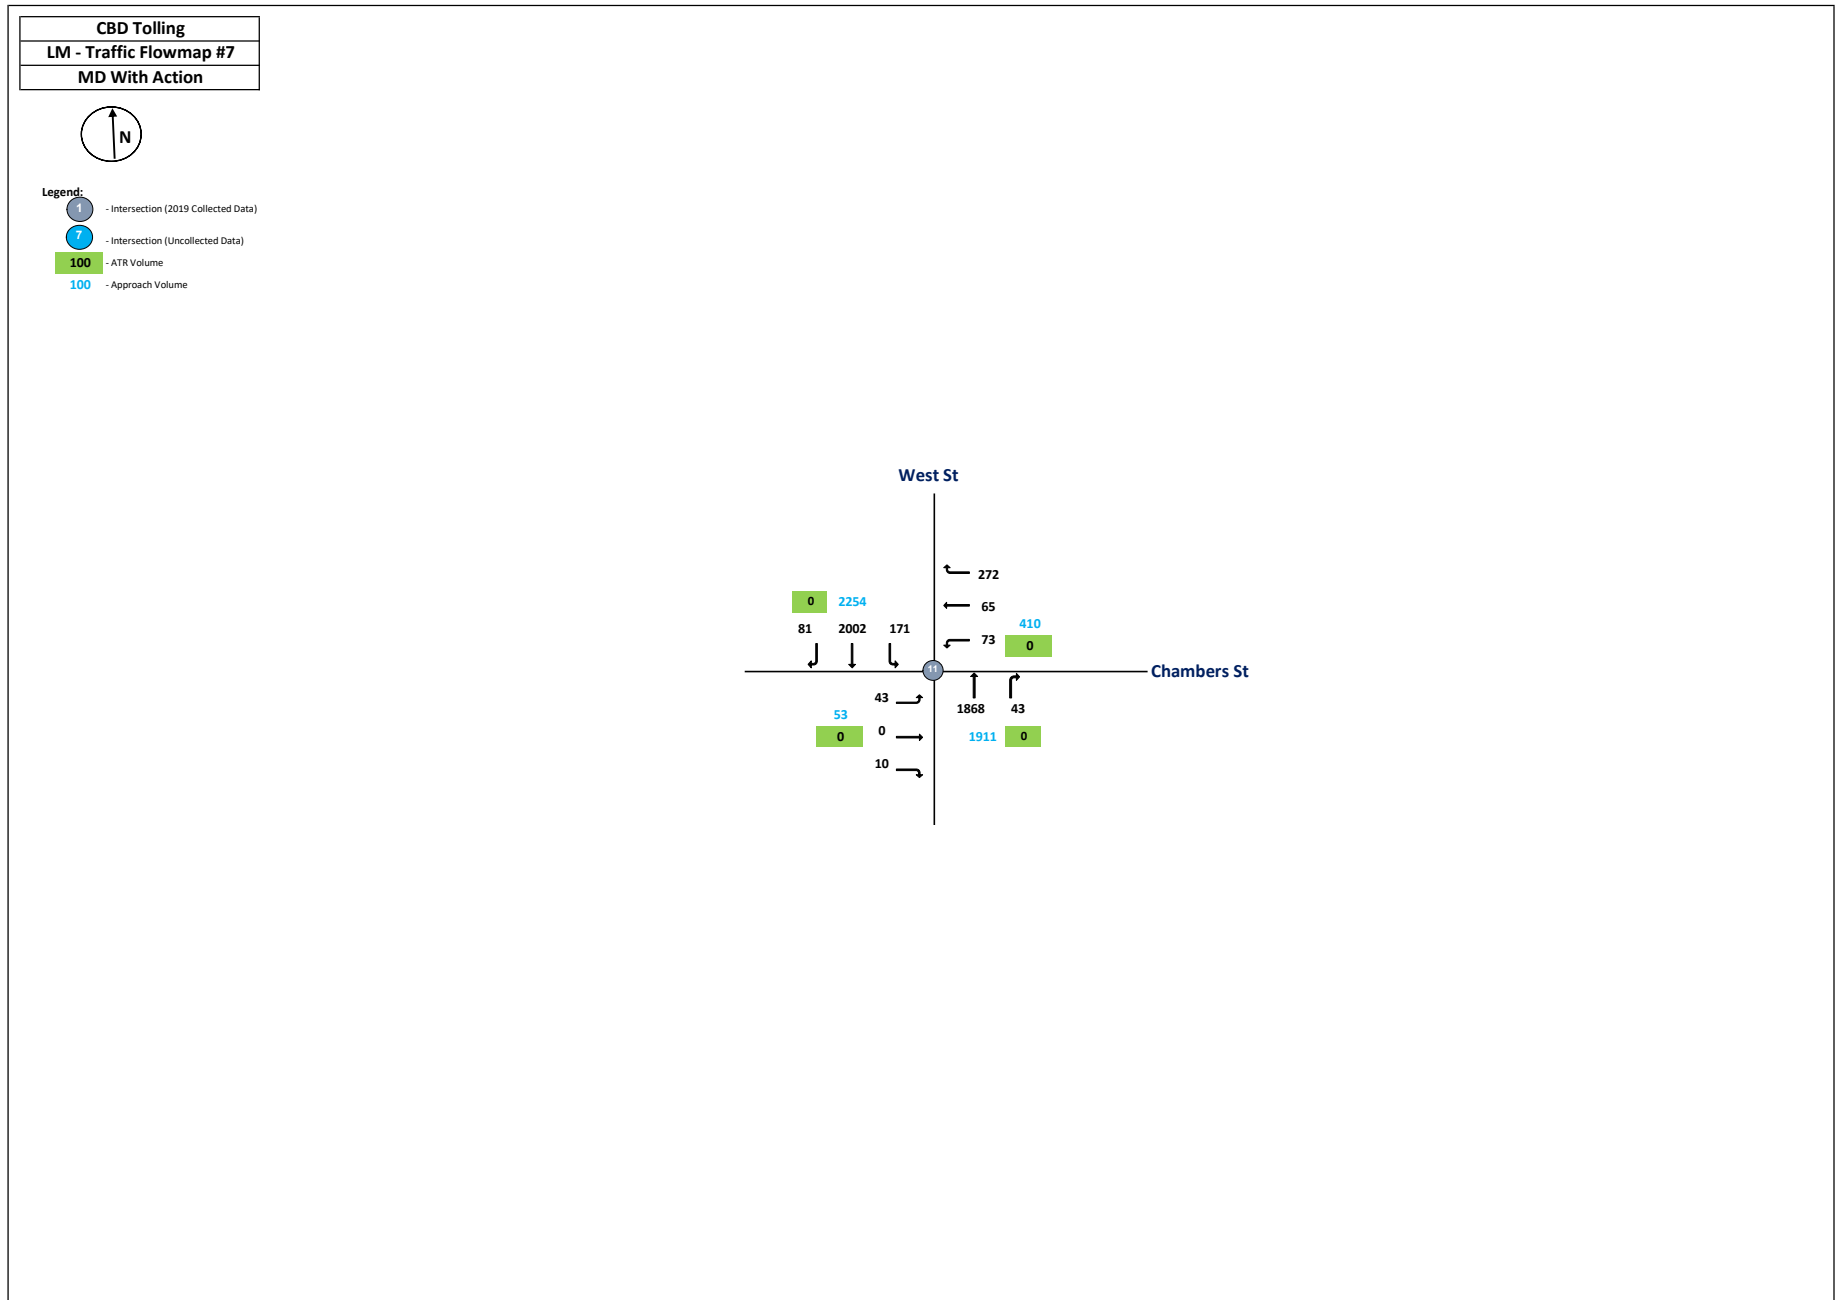 CBD Tolling
LM - Traffic Flowmap #7
MD With Action
N
Legend:
1 - Intersection (2019 Collected Data)
7 - Intersection (Uncollected Data)
100 - ATR Volume
100 - Approach Volume
West St
272
0 2254
65
81 2002 171
410
73
0
11
Chambers St
43
1868 43
53
0
0
1911 0
10